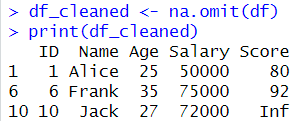 > df_cleaned <- na.omit(df)
> print(df_cleaned)
ID Name Age Salary Score
1 1 Alice 25 50000 80
6 6 Frank 35 75000 92
10 10 Jack 27 72000 Inf